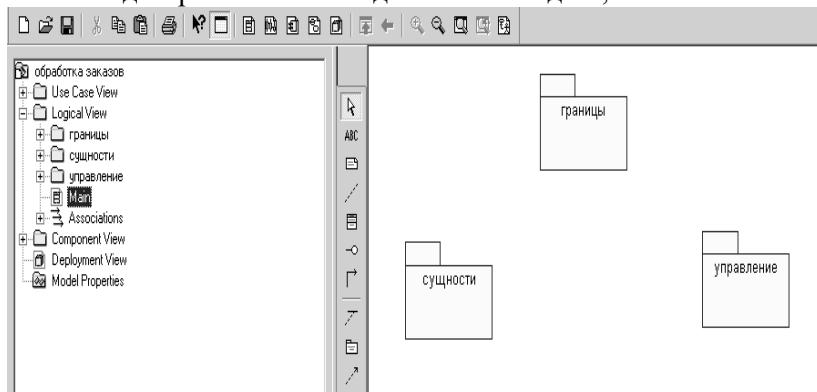 обработка заказов
Use Case View
Logical View
границы
сущности
управление
Main
Associations
Component View
Deployment View
Model Properties
ABC
границы
сущности
управление